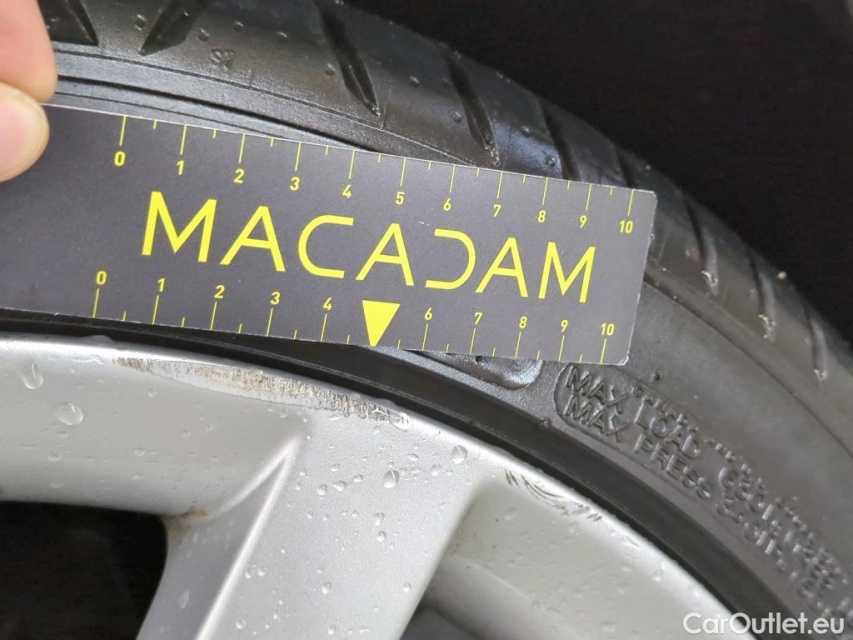 0 1 2 3 4 5 6 7 8 9 10
MACADAM
0 1 2 3 4 6 7 8 9 10
MAX LOAD
MAX PRESS
CarOutlet.eu